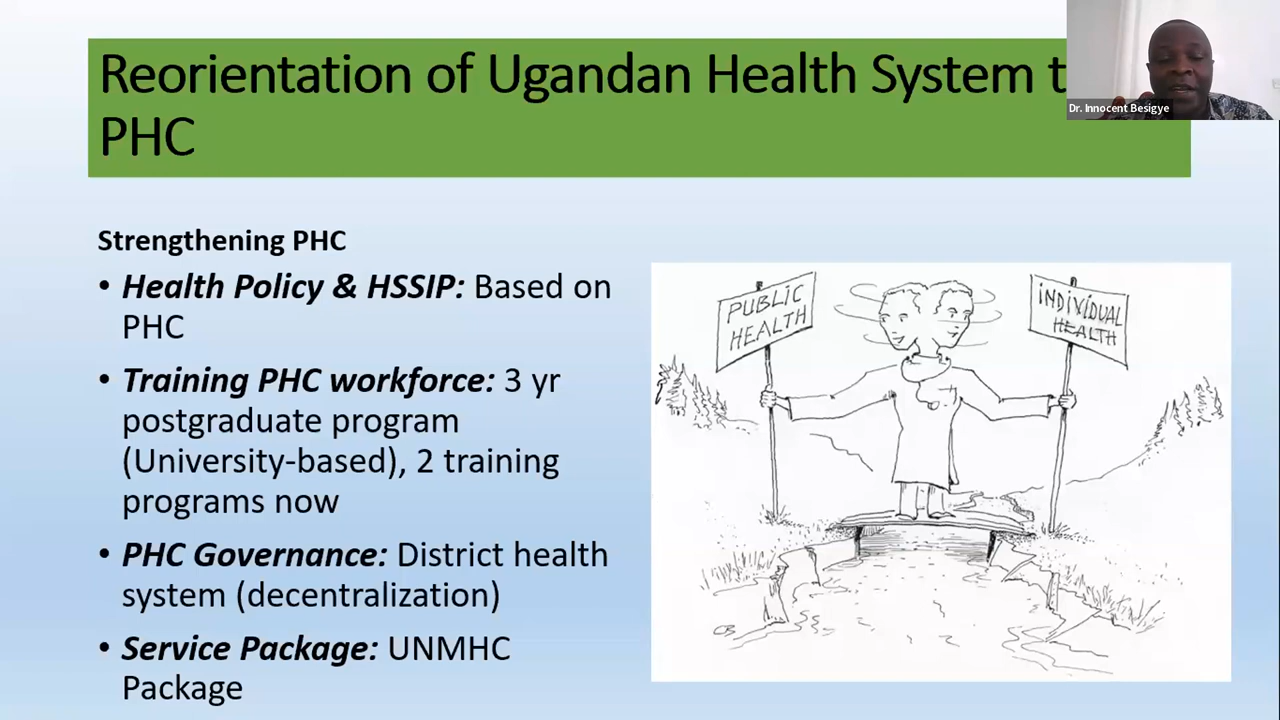 Reorientation of Ugandan Health System t
PHC
Dr. Innocent Besigye
Strengthening PHC
• Health Policy & HSSIP: Based on
PHC
• Training PHC workforce: 3 yr
postgraduate program
(University-based), 2 training
programs now
• PHC Governance: District health
system (decentralization)
• Service Package: UNMHC
Package
PUBLIC
HEALTH
INDIVIDUAL
HEALTH